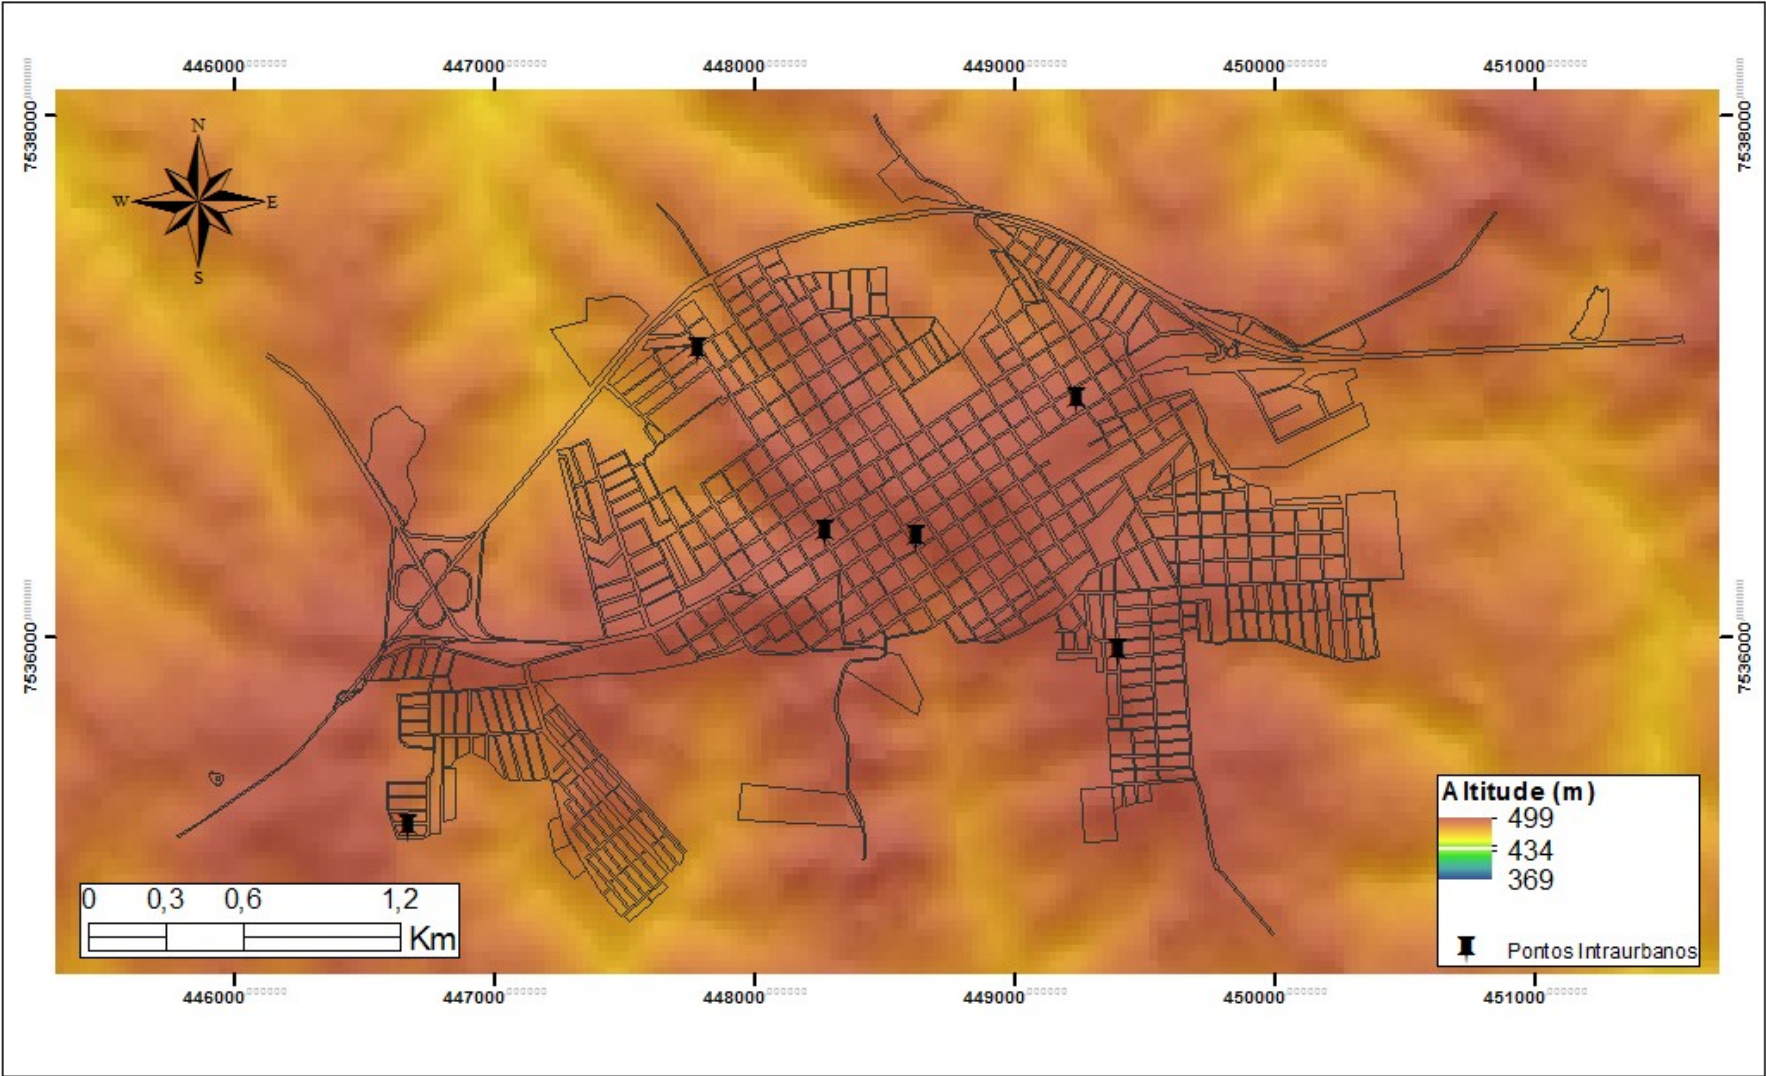 446000 447000 448000 449000 450000 451000
7538000 7538000
N
W E
S
7536000 7536000
Altitude (m)
499
434
369
Pontos Intraurbanos
0 0,3 0,6 1,2
Km
446000 447000 448000 449000 450000 451000